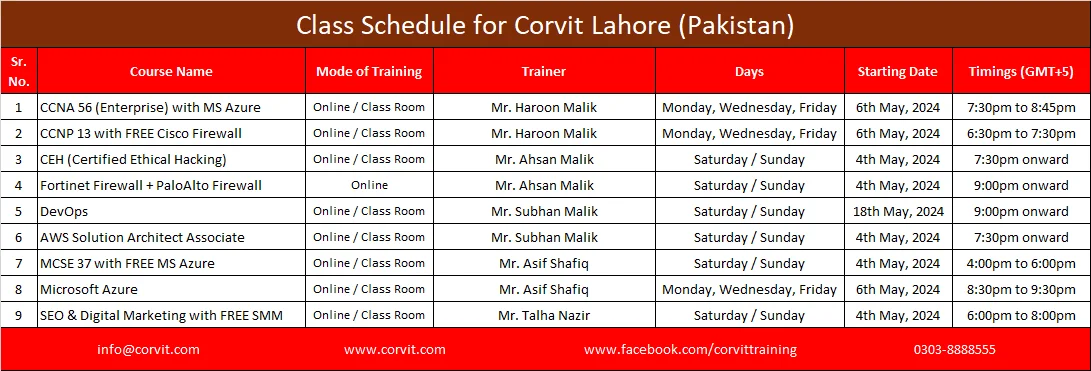 Class Schedule for Corvit Lahore (Pakistan)
Sr. No. Course Name Mode of Training Trainer Days Starting Date Timings (GMT+5)
1 CCNA 56 (Enterprise) with MS Azure Online / Class Room Mr. Haroon Malik Monday, Wednesday, Friday 6th May, 2024 7:30pm to 8:45pm
2 CCNP 13 with FREE Cisco Firewall Online / Class Room Mr. Haroon Malik Monday, Wednesday, Friday 6th May, 2024 6:30pm to 7:30pm
3 CEH (Certified Ethical Hacking) Online / Class Room Mr. Ahsan Malik Saturday / Sunday 4th May, 2024 7:30pm onward
4 Fortinet Firewall + PaloAlto Firewall Online Mr. Ahsan Malik Saturday / Sunday 4th May, 2024 9:00pm onward
5 DevOps Online / Class Room Mr. Subhan Malik Saturday / Sunday 18th May, 2024 9:00pm onward
6 AWS Solution Architect Associate Online / Class Room Mr. Subhan Malik Saturday / Sunday 4th May, 2024 7:30pm onward
7 MCSE 37 with FREE MS Azure Online / Class Room Mr. Asif Shafiq Saturday / Sunday 4th May, 2024 4:00pm to 6:00pm
8 Microsoft Azure Online / Class Room Mr. Asif Shafiq Monday, Wednesday, Friday 6th May, 2024 8:30pm to 9:30pm
9 SEO & Digital Marketing with FREE SMM Online / Class Room Mr. Talha Nazir Saturday / Sunday 4th May, 2024 6:00pm to 8:00pm
info@corvit.com www.corvit.com www.facebook.com/corvittraining 0303-8888555